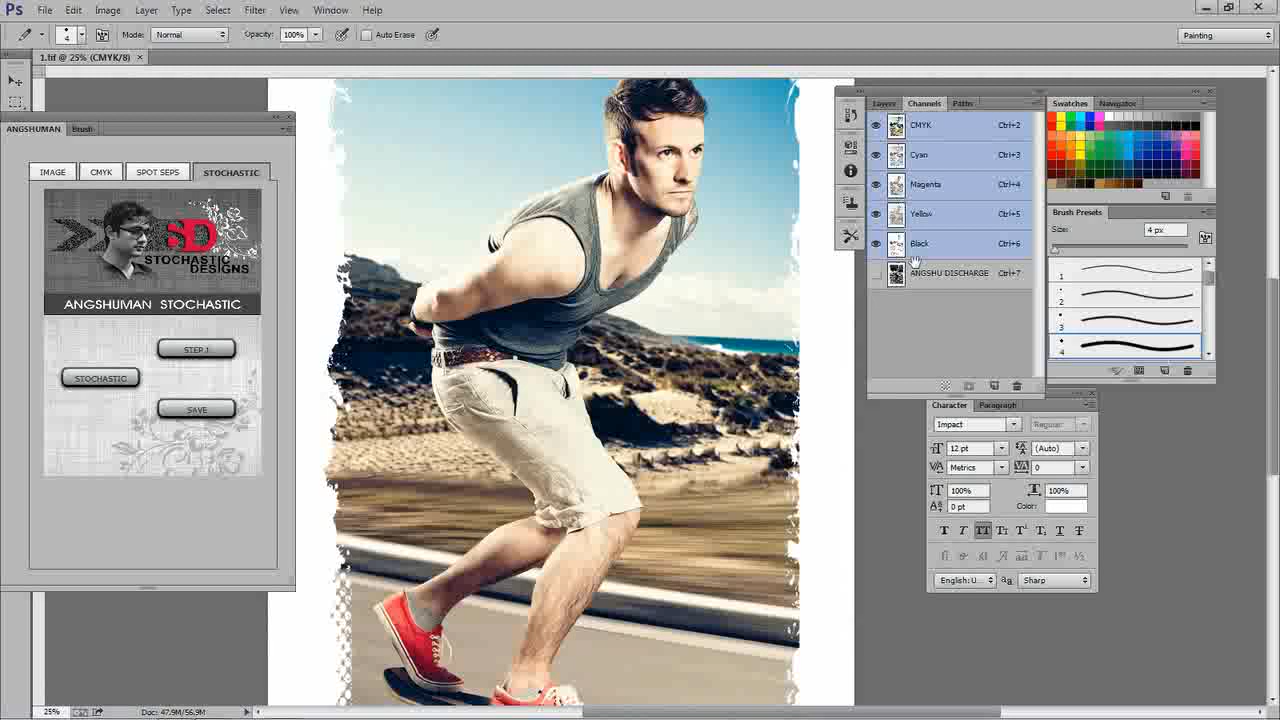 Ps File Edit Image Layer Type Select Filter View Window Help
4 Mode: Normal Opacity: 100% Auto Erase Painting
1.tif @ 25% (CMYK/8) ×
ANGSHUMAN Brush
IMAGE CMYK SPOT SEPS STOCHASTIC
SD
STOCHASTIC
DESIGNS
ANGSHUMAN STOCHASTIC
STEP 1
STOCHASTIC
SAVE
Layers Channels Paths
CMYK Ctrl+2
Cyan Ctrl+3
Magenta Ctrl+4
Yellow Ctrl+5
Black Ctrl+6
ANGSHU DISCHARGE Ctrl+7
Swatches Navigator
Brush Presets
Size: 4 px
1
2
3
4
Character Paragraph
Impact Regular
12 pt (Auto)
Metrics 0
100% 100%
0 pt Color:
T T TT Tt T¹ T₁ T T
English: U... aa Sharp
25% Doc: 47.9M/56.9M